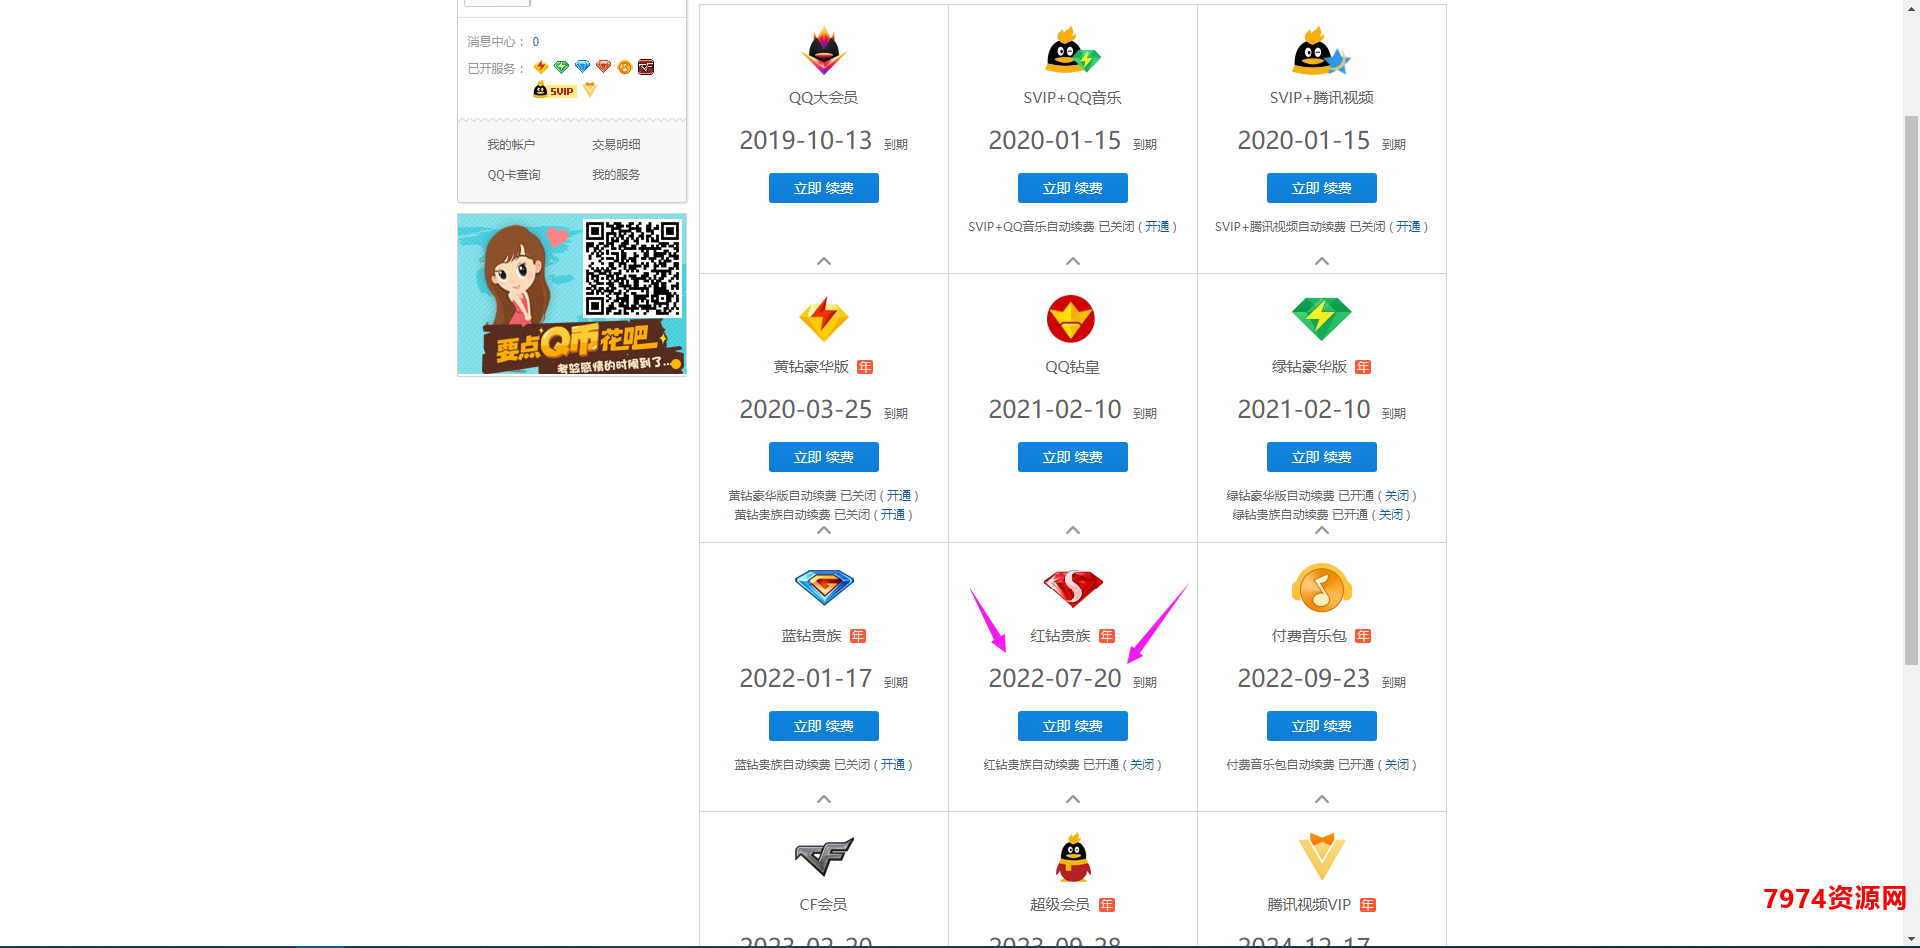 消息中心： 0
已开服务：
SVIP
我的帐户 交易明细
QQ卡查询 我的服务
要点Q币花吧
考验感情的时候到了...
QQ大会员
2019-10-13 到期
立即 续费
SVIP+QQ音乐
2020-01-15 到期
立即 续费
SVIP+QQ音乐自动续费 已关闭 ( 开通 )
SVIP+腾讯视频
2020-01-15 到期
立即 续费
SVIP+腾讯视频自动续费 已关闭 ( 开通 )
黄钻豪华版 年
2020-03-25 到期
立即 续费
黄钻豪华版自动续费 已关闭 ( 开通 )
黄钻贵族自动续费 已关闭 ( 开通 )
QQ钻皇
2021-02-10 到期
立即 续费
绿钻豪华版 年
2021-02-10 到期
立即 续费
绿钻豪华版自动续费 已开通 ( 关闭 )
绿钻贵族自动续费 已开通 ( 关闭 )
蓝钻贵族 年
2022-01-17 到期
立即 续费
蓝钻贵族自动续费 已关闭 ( 开通 )
红钻贵族 年
2022-07-20 到期
立即 续费
红钻贵族自动续费 已开通 ( 关闭 )
付费音乐包 年
2022-09-23 到期
立即 续费
付费音乐包自动续费 已开通 ( 关闭 )
CF会员
2023-02-20
超级会员 年
2023-09-28
腾讯视频VIP 年
2024-12-17
7974资源网